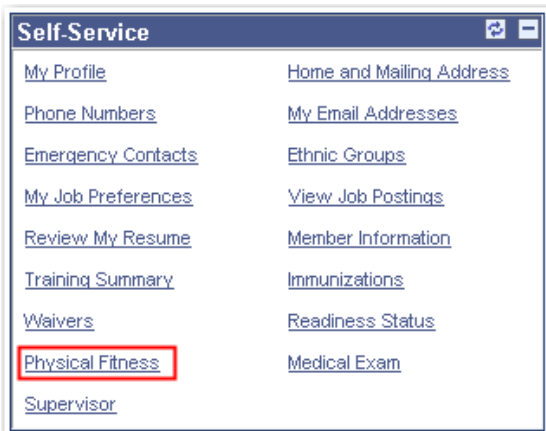 Self-Service
My Profile
Home and Mailing Address
Phone Numbers
My Email Addresses
Emergency Contacts
Ethnic Groups
My Job Preferences
View Job Postings
Review My Resume
Member Information
Training Summary
Immunizations
Waivers
Readiness Status
Physical Fitness
Medical Exam
Supervisor